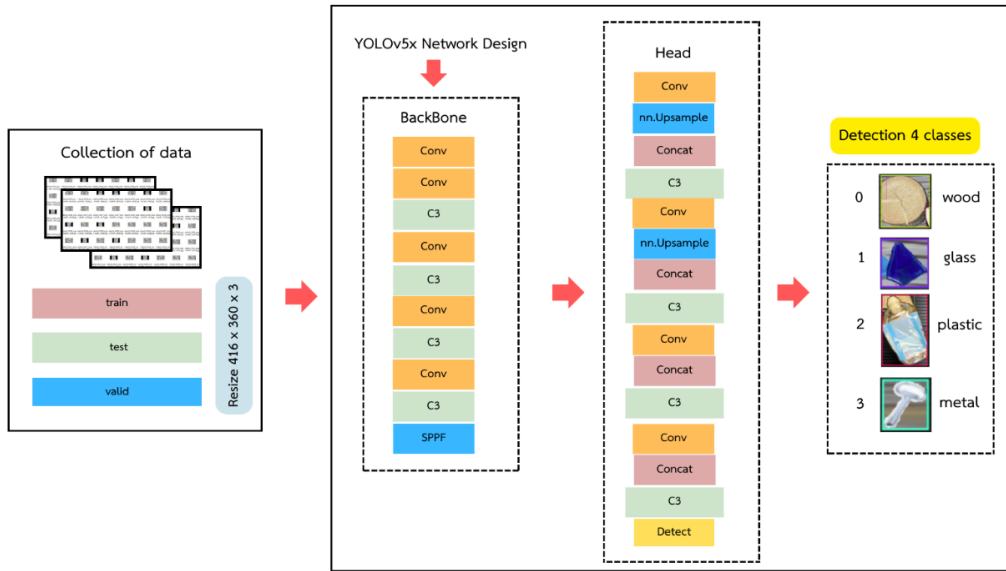 Collection of data
train
test
valid
Resize 416 x 360 x 3
YOLOv5x Network Design
BackBone
Conv
Conv
C3
Conv
C3
Conv
C3
Conv
C3
SPPF
Head
Conv
nn.Upsample
Concat
C3
Conv
nn.Upsample
Concat
C3
Conv
Concat
C3
Conv
Concat
C3
Detect
Detection 4 classes
0 wood
1 glass
2 plastic
3 metal